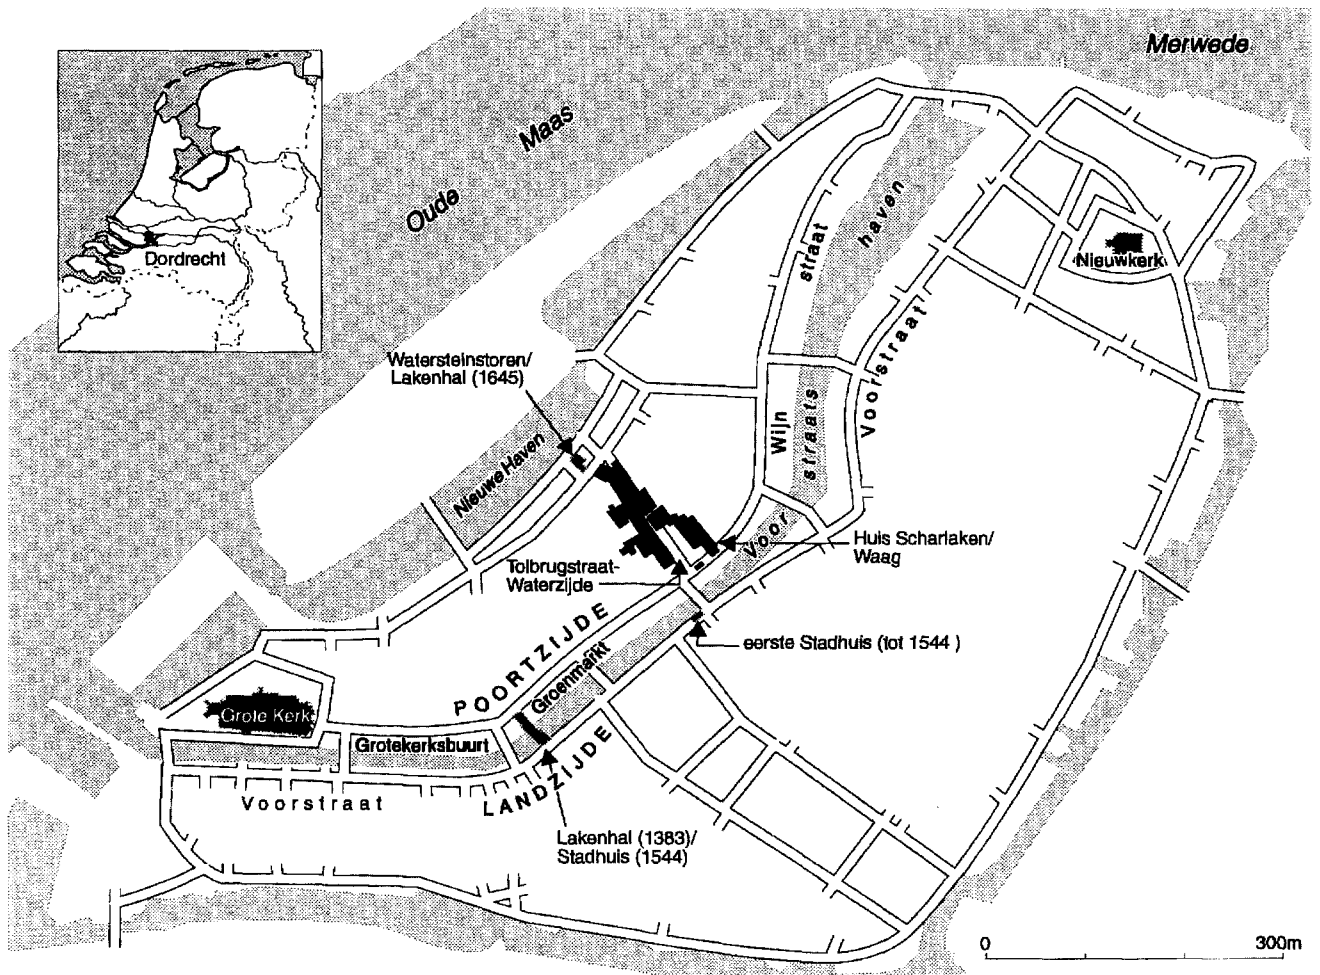 Merwede
Oude Maas
Dordrecht
Nieuwkerk
straat
haven
Voorstraat
Watersteinstoren/
Lakenhal (1645)
Wijn
straats
Nieuwe Haven
Voor
Huis Scharlaken/
Waag
Tolbrugstraat-
Waterzijde
POORTZIJDE
Groenmarkt
eerste Stadhuis (tot 1544 )
Grote Kerk
Grotekerksbuurt
LANDZIJDE
Voorstraat
Lakenhal (1383)/
Stadhuis (1544)
0 300m